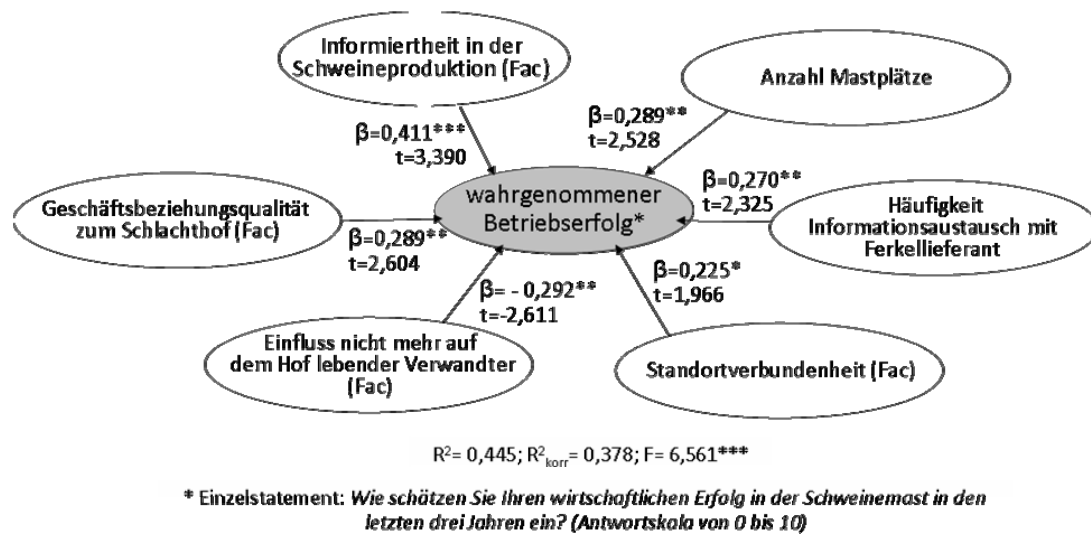 Informiertheit in der
Schweineproduktion (Fac)
Anzahl Mastplätze
β=0,411***
t=3,390
β=0,289**
t=2,528
wahrgenommener
Betriebserfolg*
β=0,270**
t=2,325
Geschäftsbeziehungsqualität
zum Schlachthof (Fac)
β=0,289**
t=2,604
Häufigkeit
Informationsaustausch mit
Ferkellieferant
β= - 0,292**
t=-2,611
β=0,225*
t=1,966
Einfluss nicht mehr auf
dem Hof lebender Verwandter
(Fac)
Standortverbundenheit (Fac)
R²= 0,445; R²korr= 0,378; F= 6,561***
* Einzelstatement: Wie schätzen Sie Ihren wirtschaftlichen Erfolg in der Schweinemast in den
letzten drei Jahren ein? (Antwortskala von 0 bis 10)